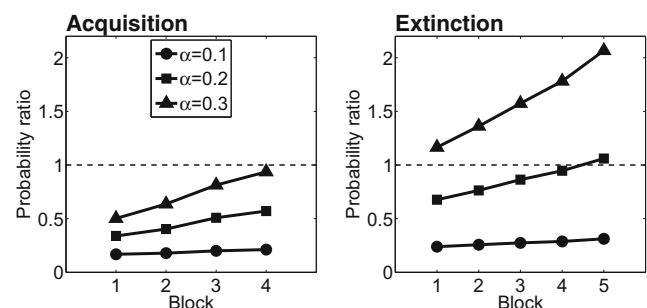 Acquisition
Probability ratio
2
1.5
1
0.5
0
α=0.1
α=0.2
α=0.3
1 2 3 4
Block
Extinction
Probability ratio
2
1.5
1
0.5
0
1 2 3 4 5
Block